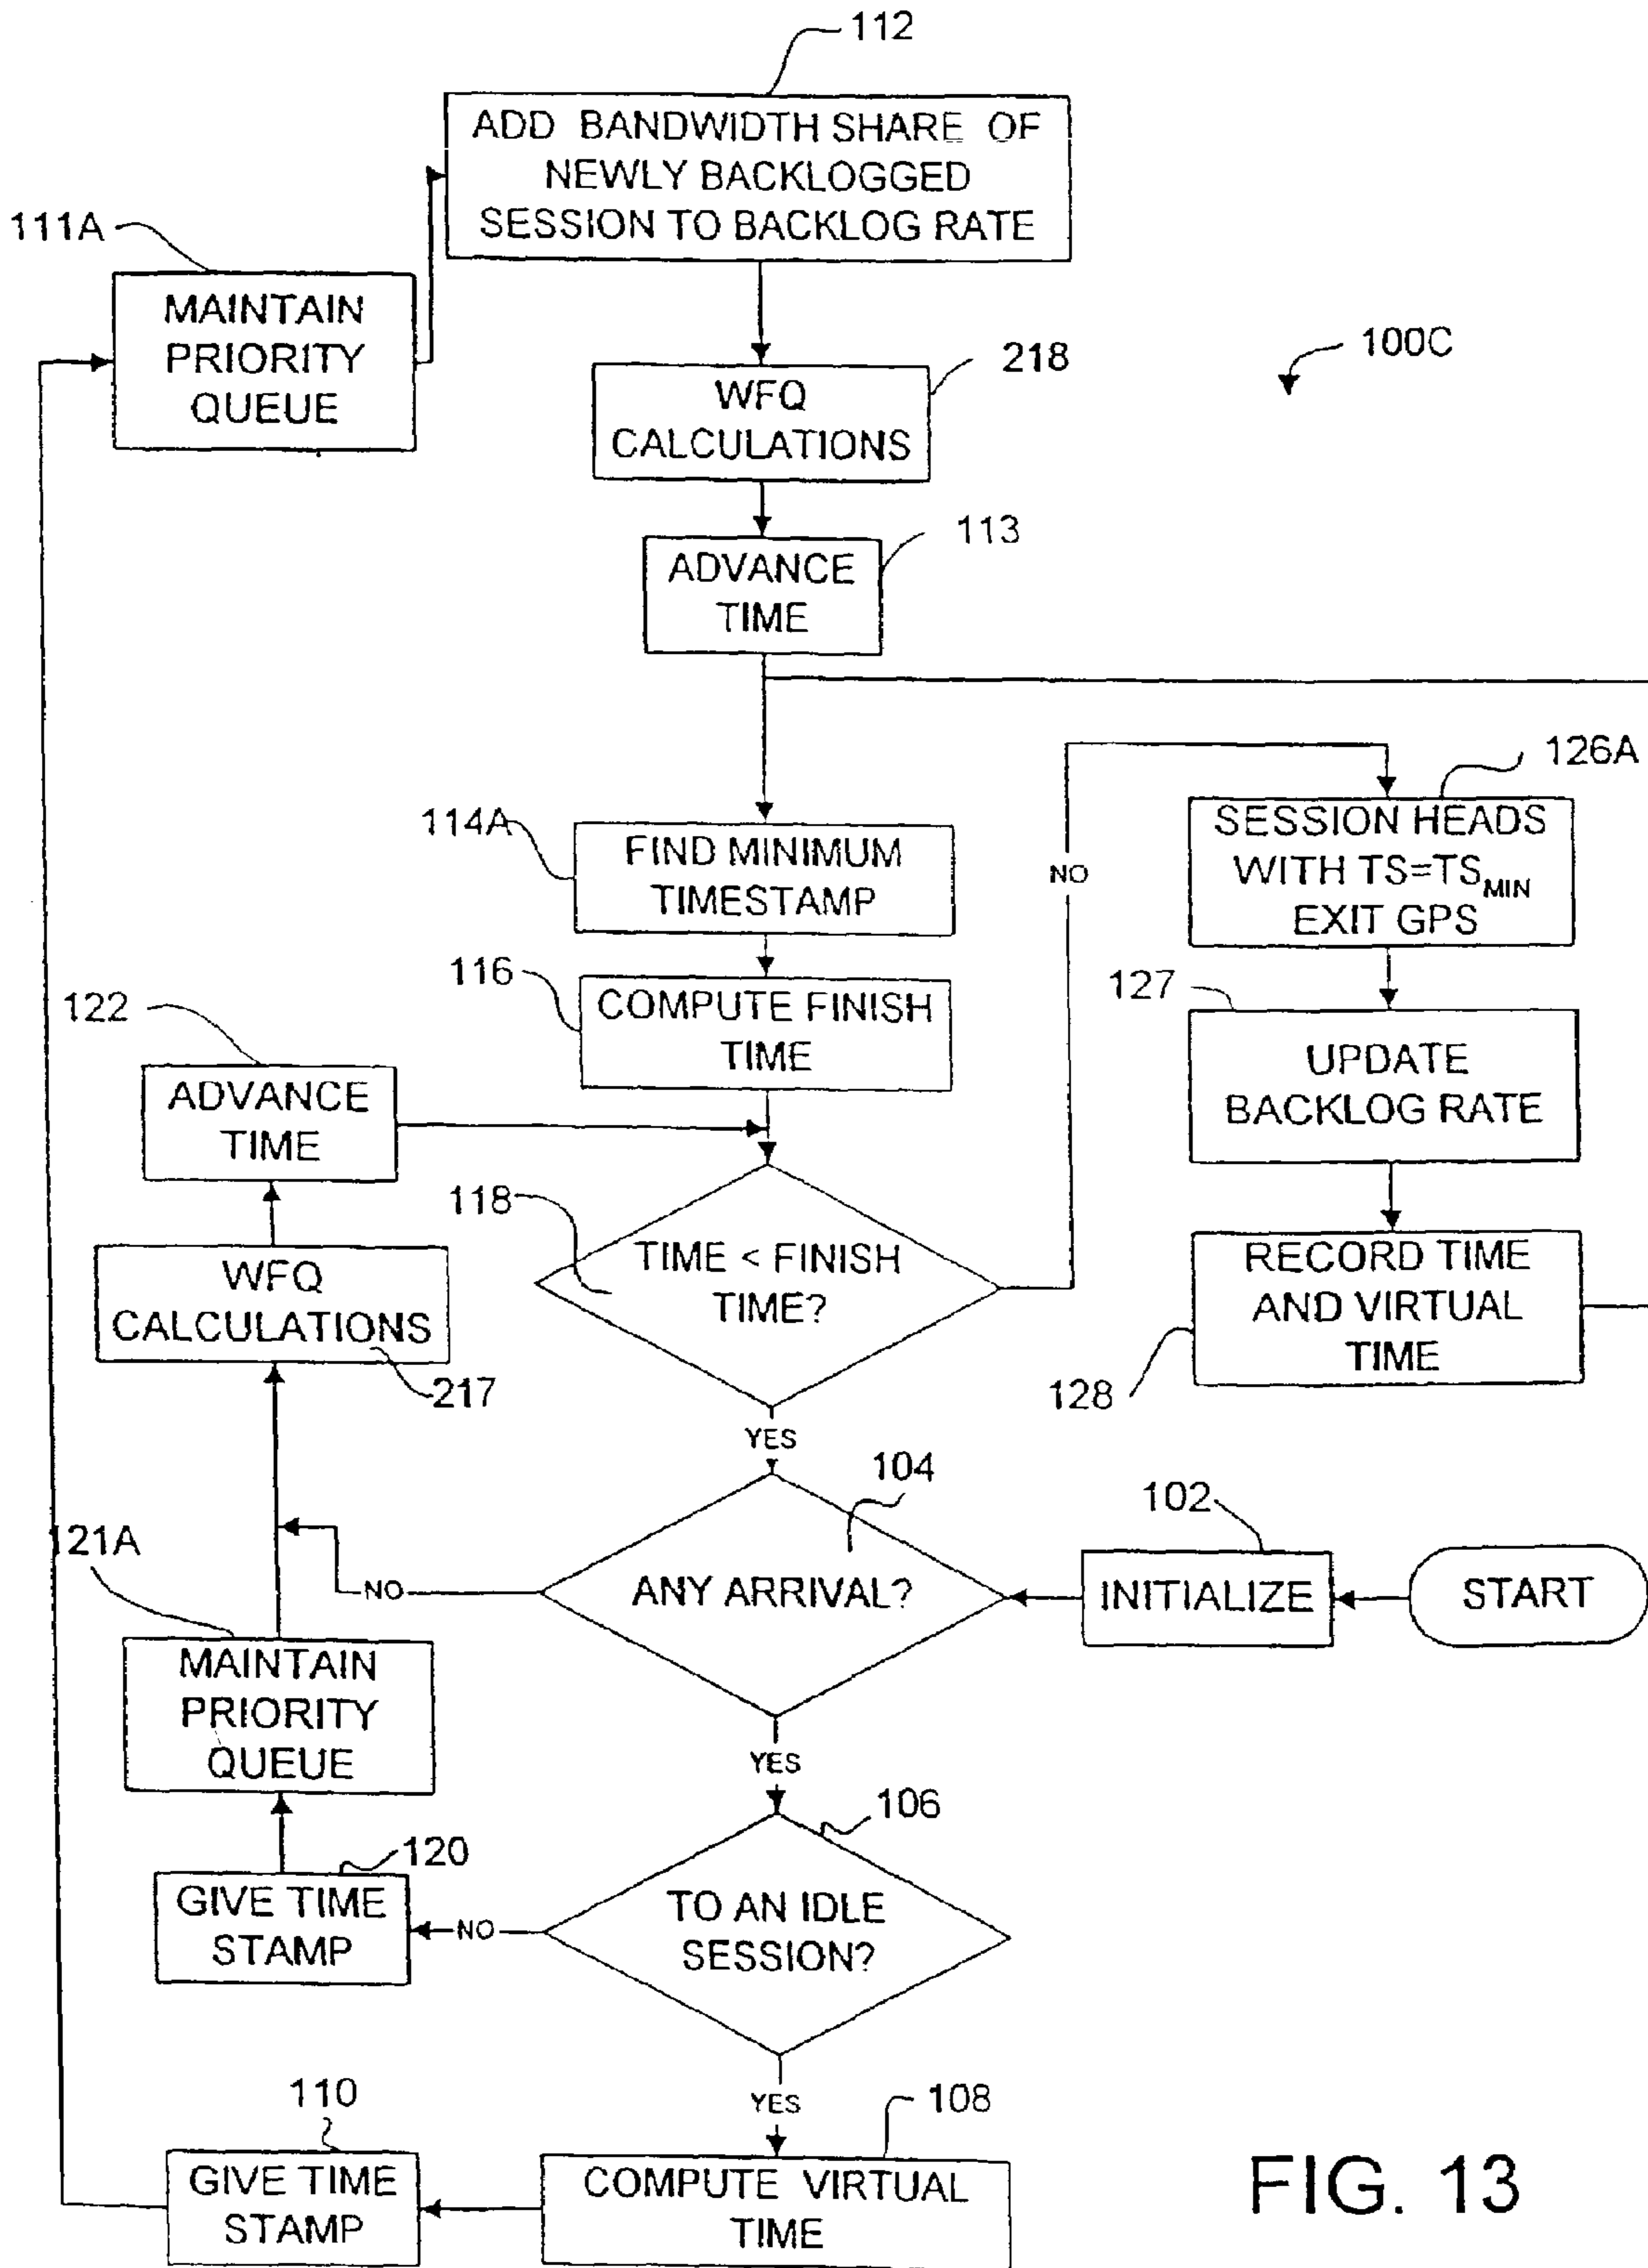 112
ADD BANDWIDTH SHARE OF
NEWLY BACKLOGGED
SESSION TO BACKLOG RATE
111A
MAINTAIN
PRIORITY
QUEUE
100C
218
WFQ
CALCULATIONS
113
ADVANCE
TIME
126A
SESSION HEADS
WITH TS=TSMIN
EXIT GPS
114A
FIND MINIMUM
TIMESTAMP
NO
116
COMPUTE FINISH
TIME
127
UPDATE
BACKLOG RATE
122
ADVANCE
TIME
118
TIME < FINISH
TIME?
RECORD TIME
AND VIRTUAL
TIME
128
WFQ
CALCULATIONS
217
YES
104
ANY ARRIVAL?
NO
102
INITIALIZE
START
121A
MAINTAIN
PRIORITY
QUEUE
YES
106
TO AN IDLE
SESSION?
NO
120
GIVE TIME
STAMP
YES
108
COMPUTE VIRTUAL
TIME
110
GIVE TIME
STAMP
FIG. 13